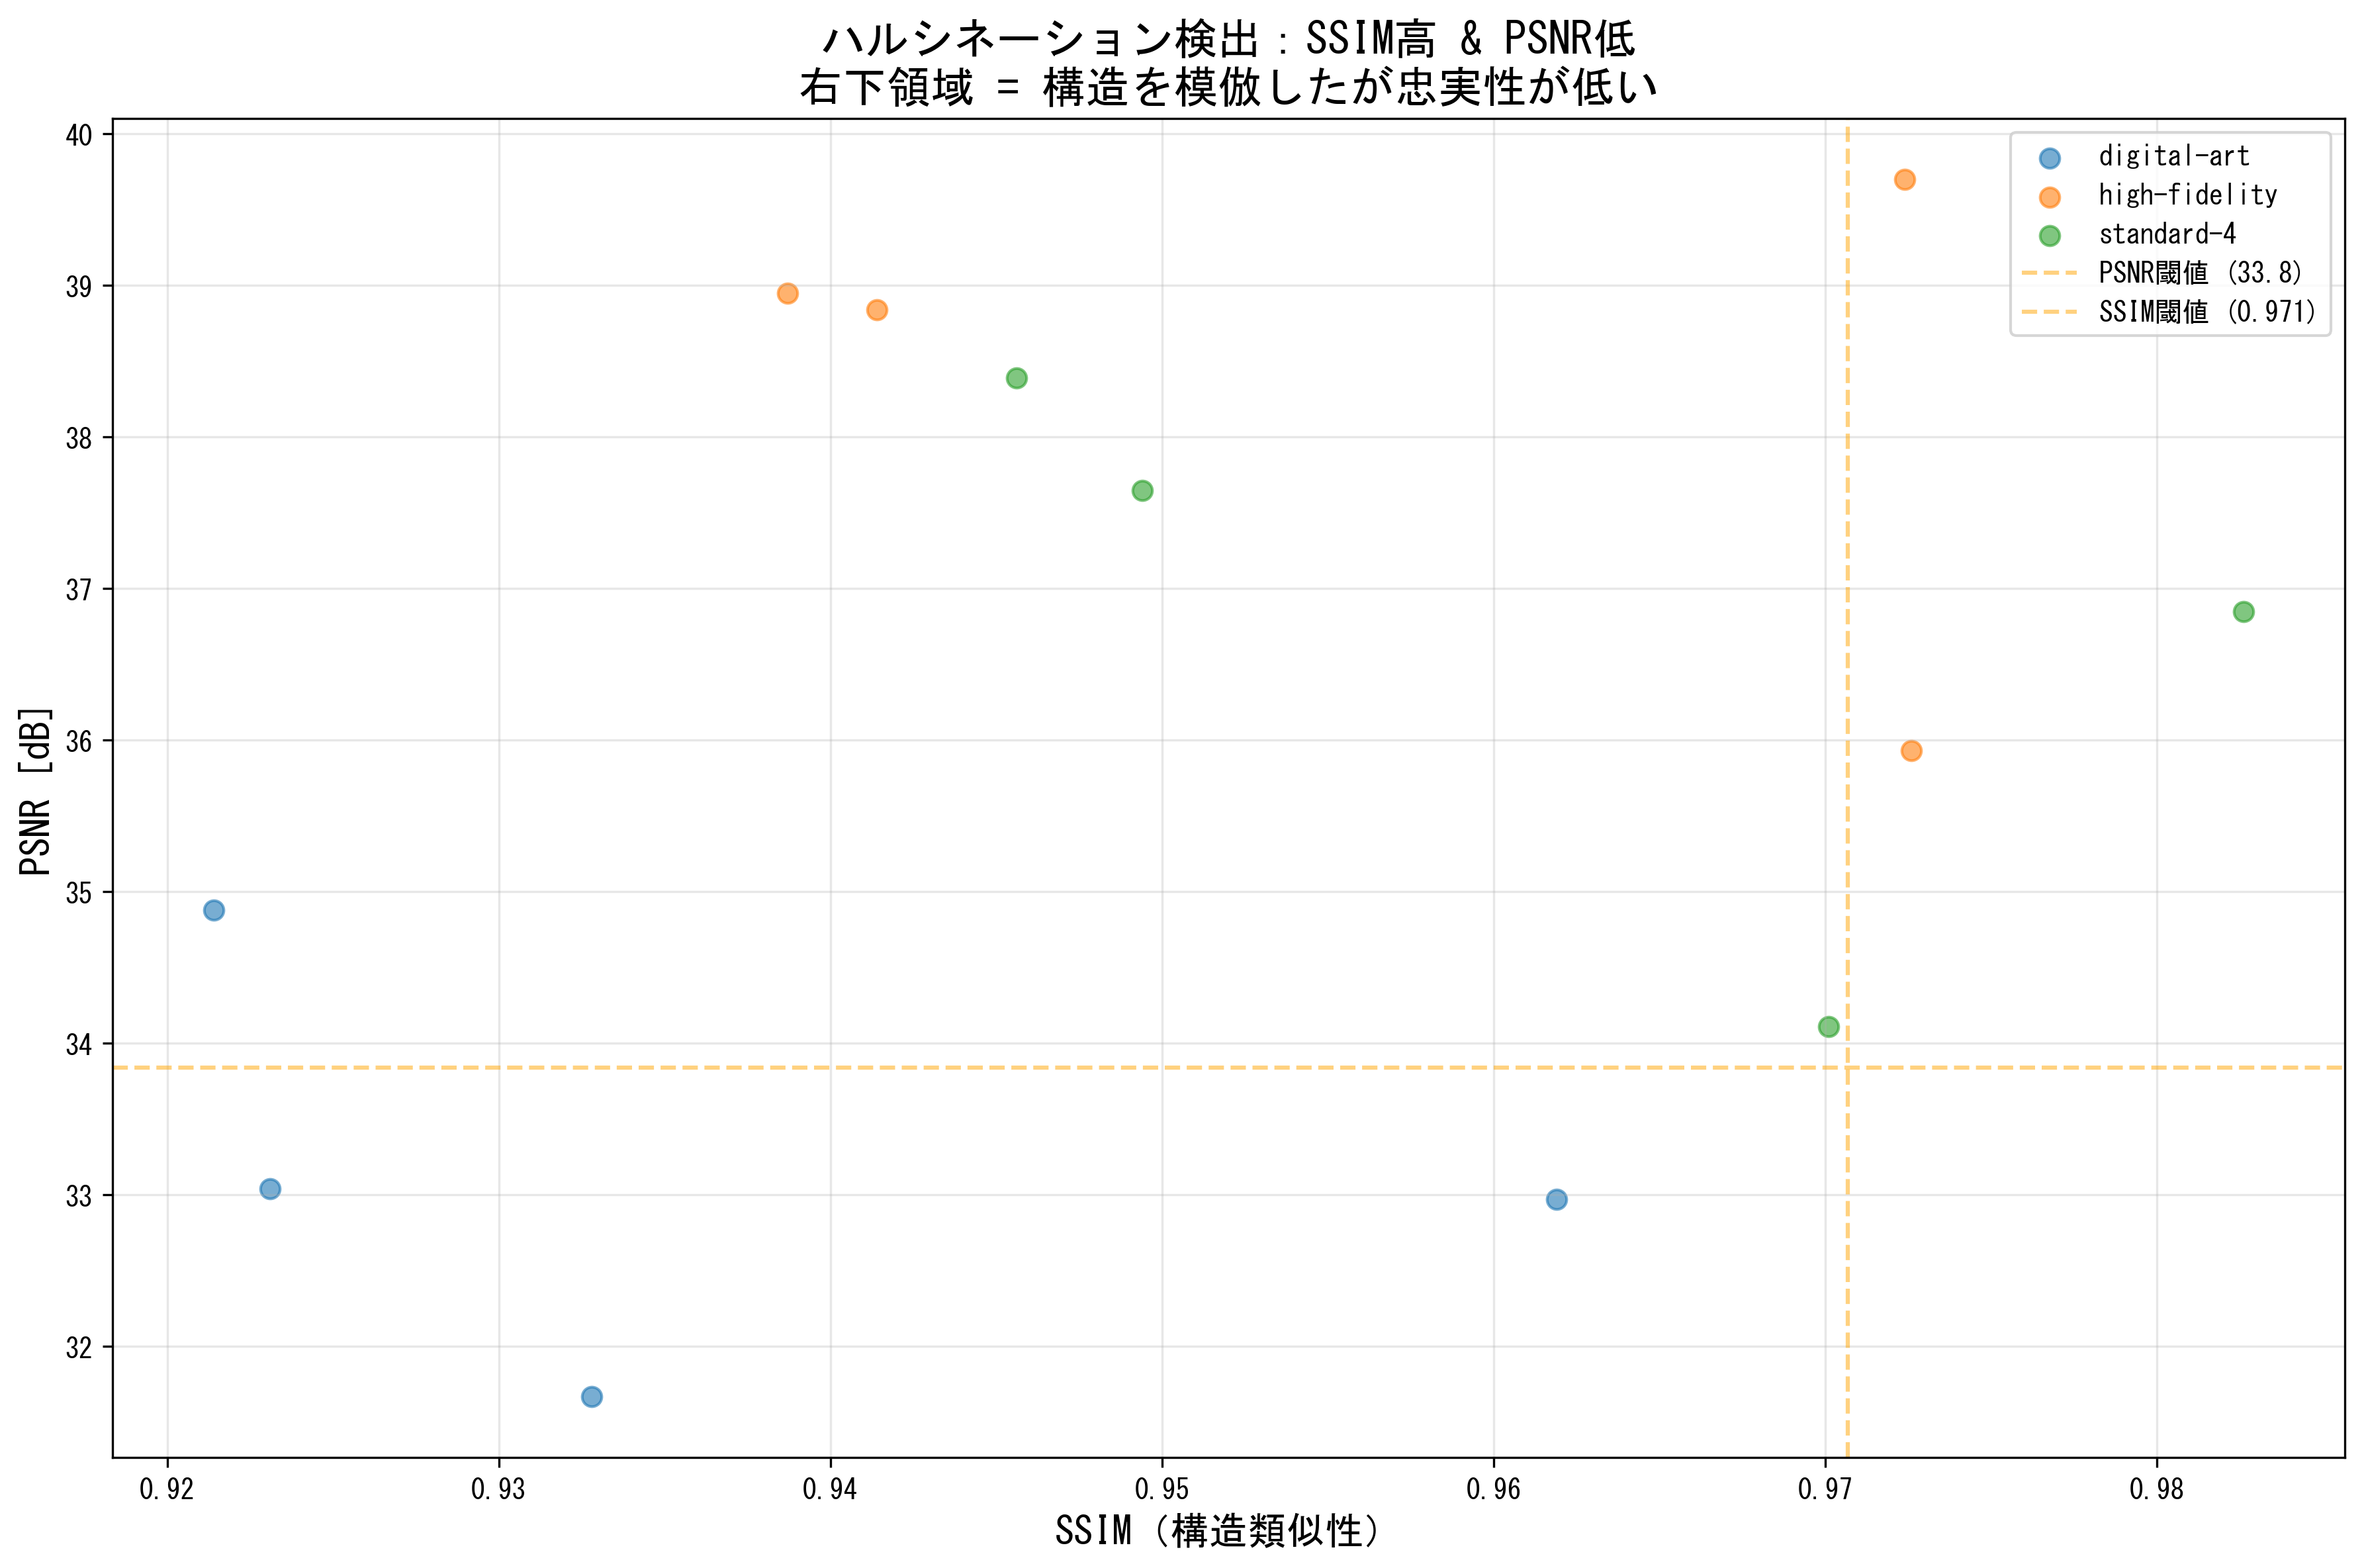 ハルシネーション検出：SSIM高 & PSNR低
右下領域 = 構造を模倣したが忠実性が低い
digital-art
high-fidelity
standard-4
PSNR閾値 (33.8)
SSIM閾値 (0.971)
PSNR [dB]
40
39
38
37
36
35
34
33
32
0.92
0.93
0.94
0.95
0.96
0.97
0.98
SSIM (構造類似性)